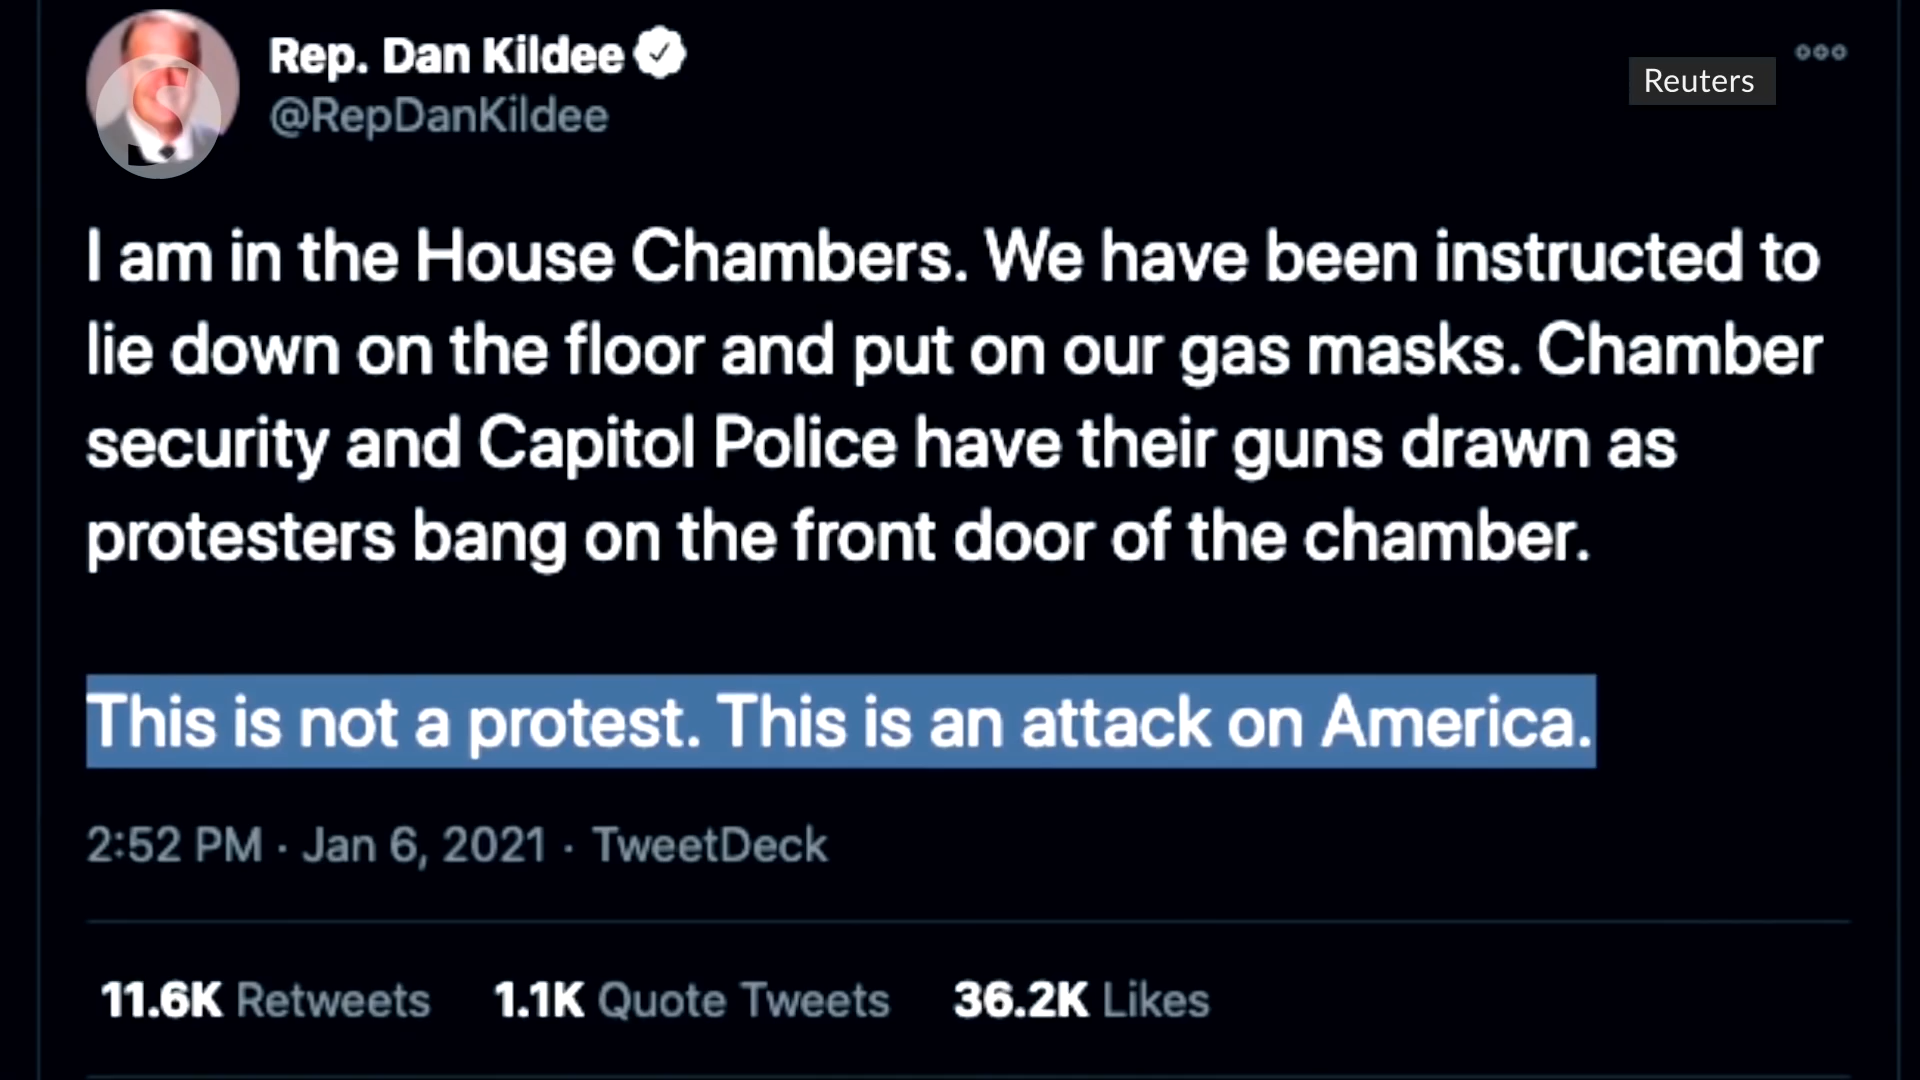 Rep. Dan Kildee
@RepDanKildee
Reuters
I am in the House Chambers. We have been instructed to
lie down on the floor and put on our gas masks. Chamber
security and Capitol Police have their guns drawn as
protesters bang on the front door of the chamber.
This is not a protest. This is an attack on America.
2:52 PM · Jan 6, 2021 · TweetDeck
11.6K Retweets 1.1K Quote Tweets 36.2K Likes